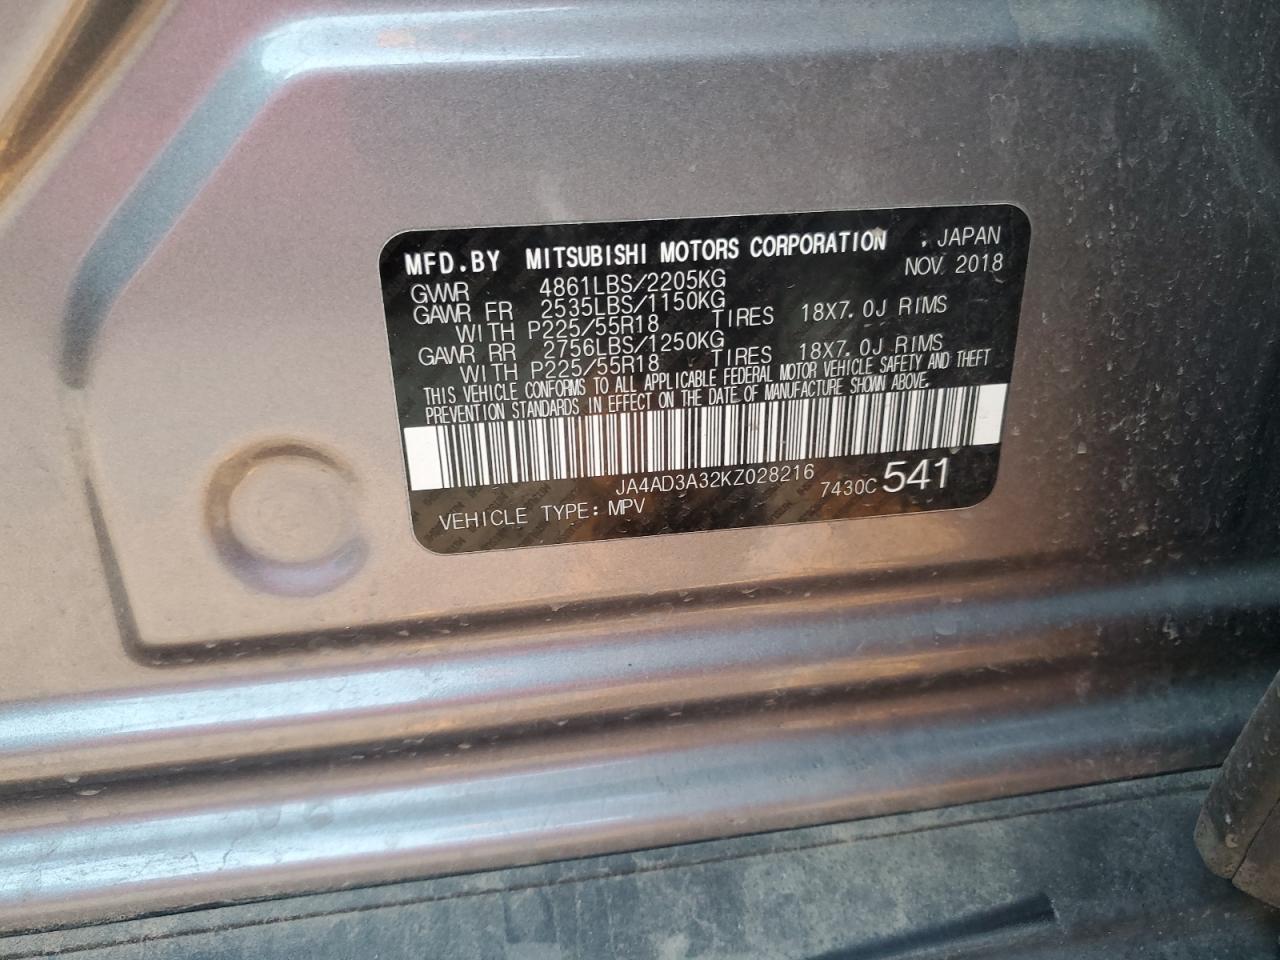 MFD.BY MITSUBISHI MOTORS CORPORATION , JAPAN
GVWR 4861LBS/2205KG NOV. 2018
GAWR FR 2535LBS/1150KG
WITH P225/55R18 TIRES 18X7.0J RIMS
GAWR RR 2756LBS/1250KG
WITH P225/55R18 TIRES 18X7.0J RIMS
THIS VEHICLE CONFORMS TO ALL APPLICABLE FEDERAL MOTOR VEHICLE SAFETY AND THEFT
PREVENTION STANDARDS IN EFFECT ON THE DATE OF MANUFACTURE SHOWN ABOVE.
JA4AD3A32KZ028216
VEHICLE TYPE: MPV 7430C 541